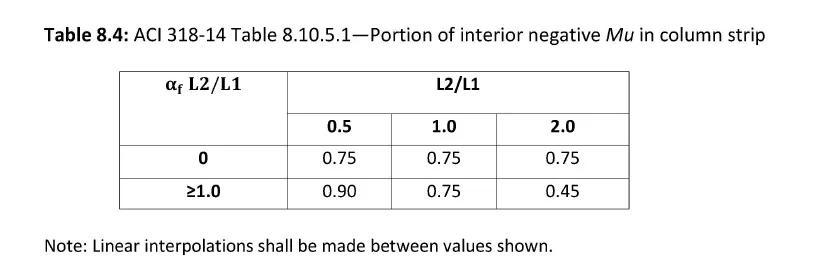 Table 8.4: ACI 318-14 Table 8.10.5.1—Portion of interior negative Mu in column strip
α_f L2/L1 L2/L1
0.5 1.0 2.0
0 0.75 0.75 0.75
≥1.0 0.90 0.75 0.45
Note: Linear interpolations shall be made between values shown.